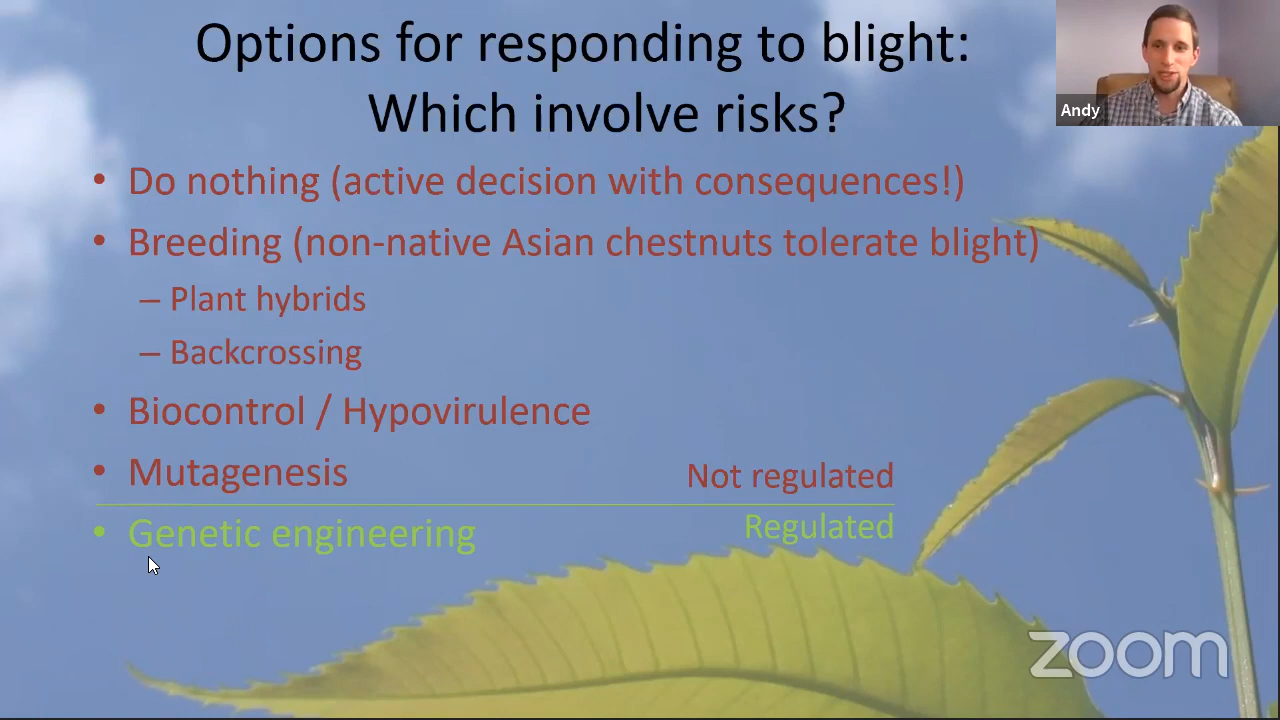 Options for responding to blight:
Which involve risks?
Andy
• Do nothing (active decision with consequences!)
• Breeding (non-native Asian chestnuts tolerate blight)
– Plant hybrids
– Backcrossing
• Biocontrol / Hypovirulence
• Mutagenesis
Not regulated
• Genetic engineering
Regulated
zoom